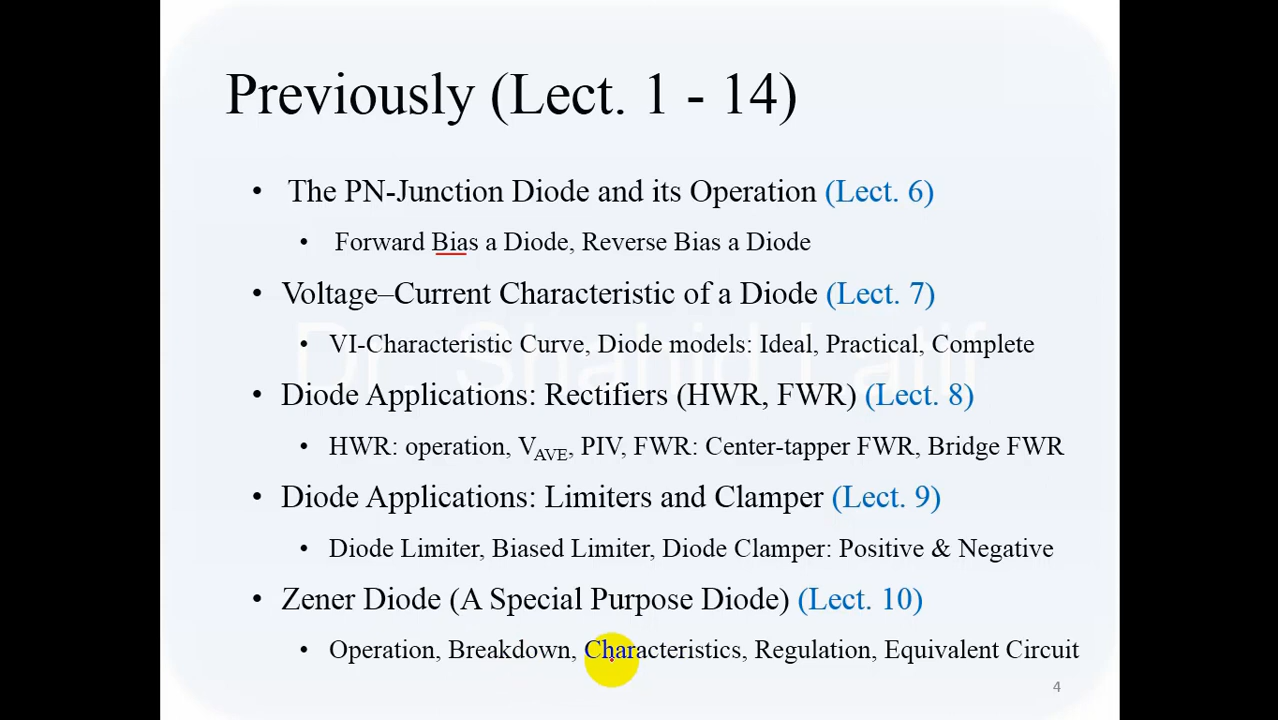 Previously (Lect. 1 - 14)
• The PN-Junction Diode and its Operation (Lect. 6)
• Forward Bias a Diode, Reverse Bias a Diode
• Voltage–Current Characteristic of a Diode (Lect. 7)
• VI-Characteristic Curve, Diode models: Ideal, Practical, Complete
• Diode Applications: Rectifiers (HWR, FWR) (Lect. 8)
• HWR: operation, VAVE, PIV, FWR: Center-tapper FWR, Bridge FWR
• Diode Applications: Limiters and Clamper (Lect. 9)
• Diode Limiter, Biased Limiter, Diode Clamper: Positive & Negative
• Zener Diode (A Special Purpose Diode) (Lect. 10)
• Operation, Breakdown, Characteristics, Regulation, Equivalent Circuit
4
Dr. Shahid Latif